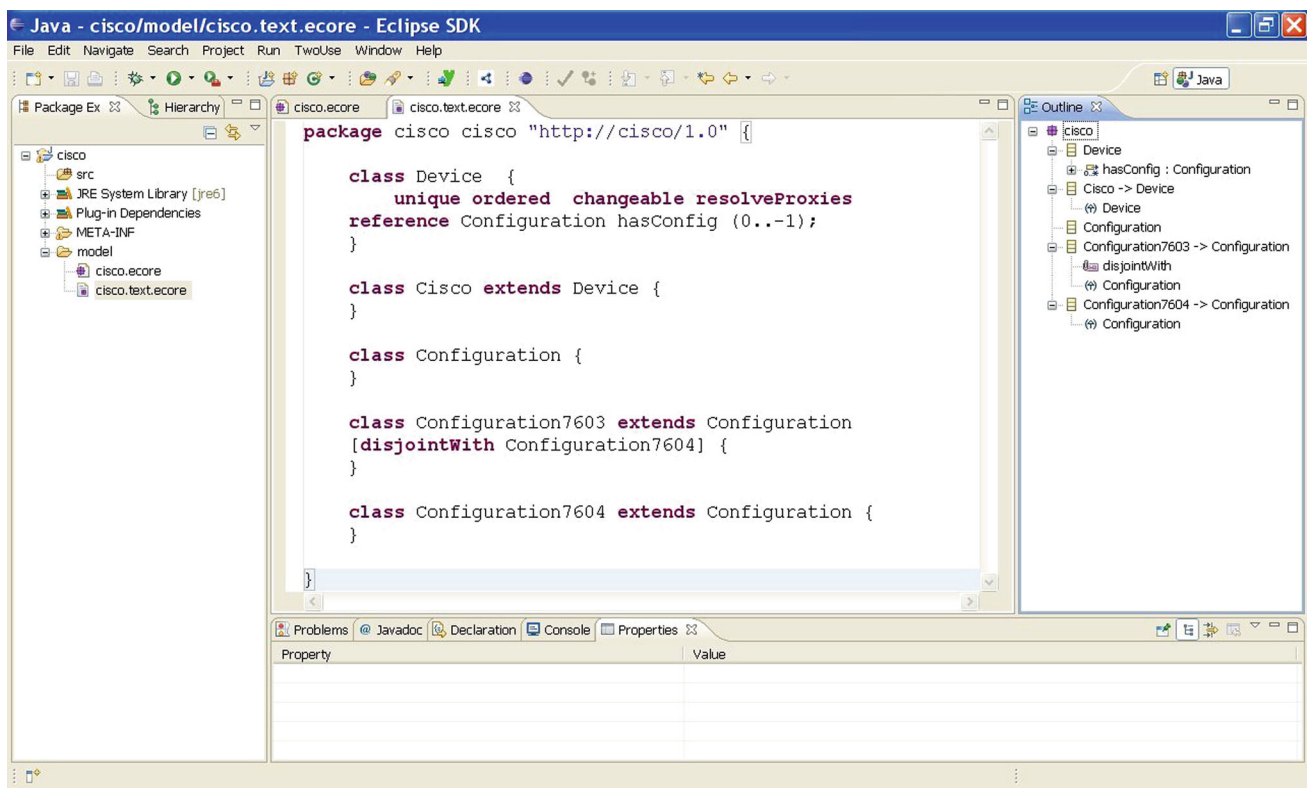 Java - cisco/model/cisco.text.ecore - Eclipse SDK
File Edit Navigate Search Project Run TwoUse Window Help
Java
Package Ex
Hierarchy
cisco
src
JRE System Library [jre6]
Plug-in Dependencies
META-INF
model
cisco.ecore
cisco.text.ecore
cisco.ecore
cisco.text.ecore
package cisco cisco "http://cisco/1.0" {
class Device {
unique ordered changeable resolveProxies
reference Configuration hasConfig (0..-1);
}
class Cisco extends Device {
}
class Configuration {
}
class Configuration7603 extends Configuration
[disjointWith Configuration7604] {
}
class Configuration7604 extends Configuration {
}
}
Outline
cisco
Device
hasConfig : Configuration
Cisco -> Device
Device
Configuration
Configuration7603 -> Configuration
disjointWith
Configuration
Configuration7604 -> Configuration
Configuration
Problems @ Javadoc Declaration Console Properties
Property Value